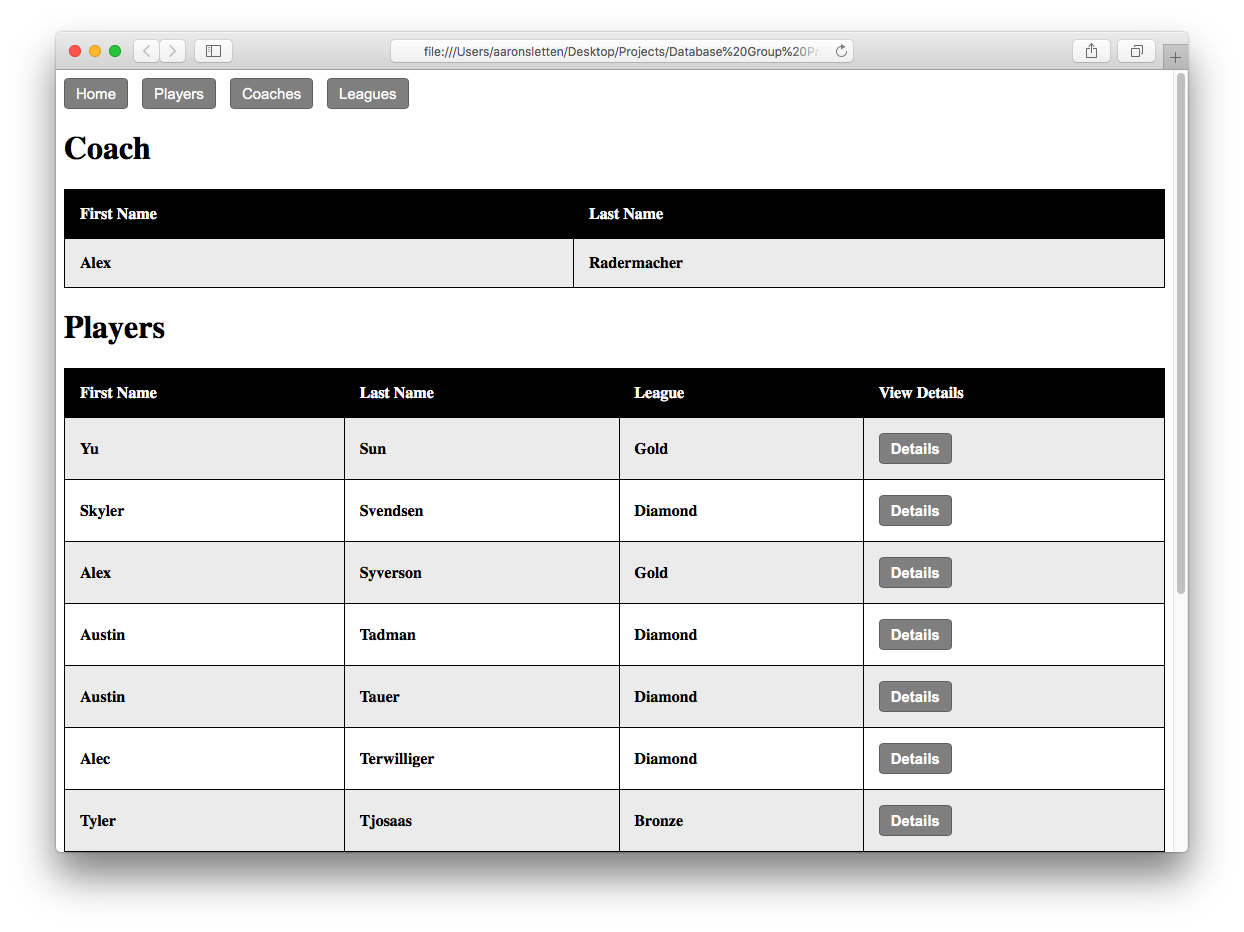 file:///Users/aaronsletten/Desktop/Projects/Database%20Group%20Pr
Home Players Coaches Leagues
Coach
First Name Last Name
Alex Radermacher
Players
First Name Last Name League View Details
Yu Sun Gold Details
Skyler Svendsen Diamond Details
Alex Syverson Gold Details
Austin Tadman Diamond Details
Austin Tauer Diamond Details
Alec Terwilliger Diamond Details
Tyler Tjosaas Bronze Details